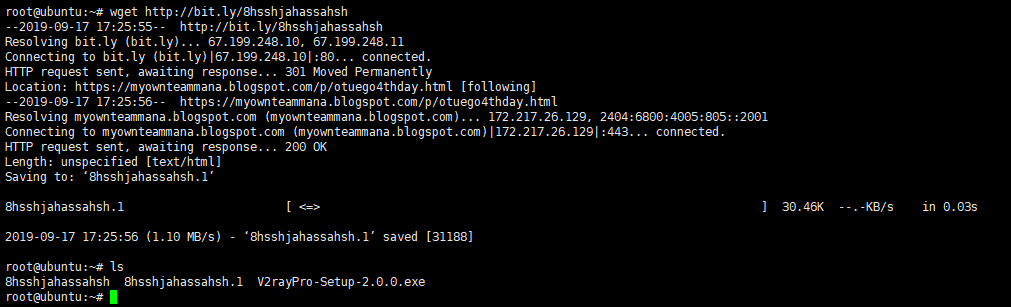 root@ubuntu:~# wget http://bit.ly/8hsshjahassahsh
--2019-09-17 17:25:55--  http://bit.ly/8hsshjahassahsh
Resolving bit.ly (bit.ly)... 67.199.248.10, 67.199.248.11
Connecting to bit.ly (bit.ly)|67.199.248.10|:80... connected.
HTTP request sent, awaiting response... 301 Moved Permanently
Location: https://myownteammana.blogspot.com/p/otuego4thday.html [following]
--2019-09-17 17:25:56--  https://myownteammana.blogspot.com/p/otuego4thday.html
Resolving myownteammana.blogspot.com (myownteammana.blogspot.com)... 172.217.26.129, 2404:6800:4005:805::2001
Connecting to myownteammana.blogspot.com (myownteammana.blogspot.com)|172.217.26.129|:443... connected.
HTTP request sent, awaiting response... 200 OK
Length: unspecified [text/html]
Saving to: ‘8hsshjahassahsh.1’
8hsshjahassahsh.1                       [ <=>                                                                  ]  30.46K  --.-KB/s    in 0.03s
2019-09-17 17:25:56 (1.10 MB/s) - ‘8hsshjahassahsh.1’ saved [31188]
root@ubuntu:~# ls
8hsshjahassahsh  8hsshjahassahsh.1  V2rayPro-Setup-2.0.0.exe
root@ubuntu:~#